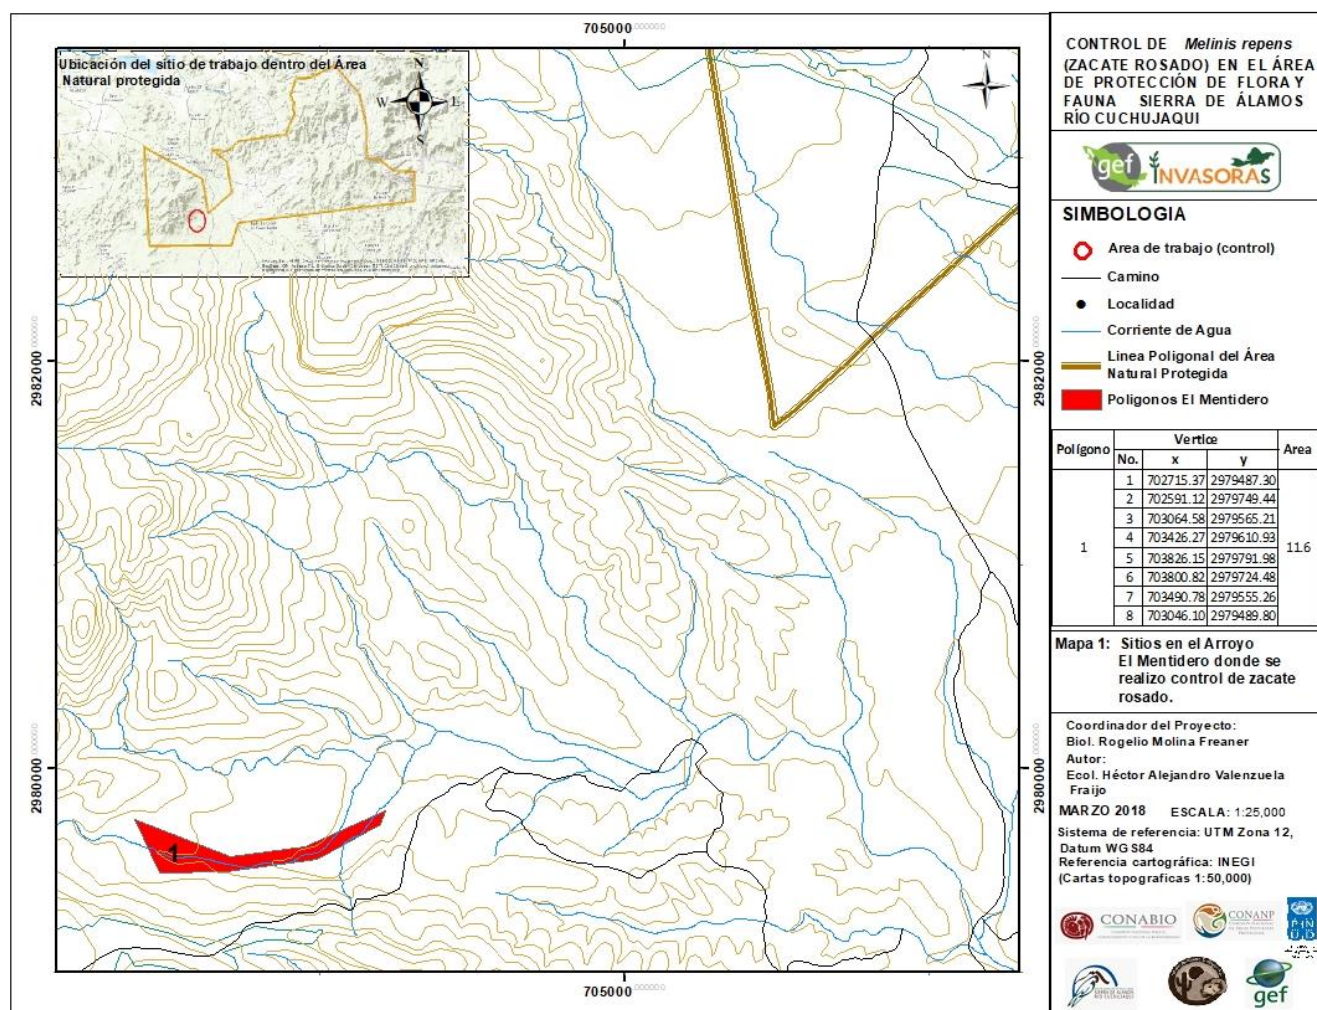 705000
Ubicación del sitio de trabajo dentro del Área
Natural protegida
N
W
S
N
2982000
2982000
2980000
2980000
1
705000
CONTROL DE Melinis repens
(ZACATE ROSADO) EN EL ÁREA
DE PROTECCIÓN DE FLORA Y
FAUNA SIERRA DE ÁLAMOS
RÍO CUCHUJAQUI
gef INVASORAS
SIMBOLOGIA
Area de trabajo (control)
Camino
Localidad
Corriente de Agua
Linea Poligonal del Área
Natural Protegida
Poligonos El Mentidero
Polígono Vertice Area
No. x y
1 702715.37 2979487.30
2 702591.12 2979749.44
3 703064.58 2979565.21
4 703426.27 2979610.93
1 11.6
5 703826.15 2979791.98
6 703800.82 2979724.48
7 703490.78 2979555.26
8 703046.10 2979489.80
Mapa 1: Sitios en el Arroyo
El Mentidero donde se
realizo control de zacate
rosado.
Coordinador del Proyecto:
Biol. Rogelio Molina Freaner
Autor:
Ecol. Héctor Alejandro Valenzuela
Fraijo
MARZO 2018 ESCALA: 1:25,000
Sistema de referencia: UTM Zona 12,
Datum WGS84
Referencia cartográfica: INEGI
(Cartas topograficas 1:50,000)
CONABIO
CONANP
P N
U D
gef